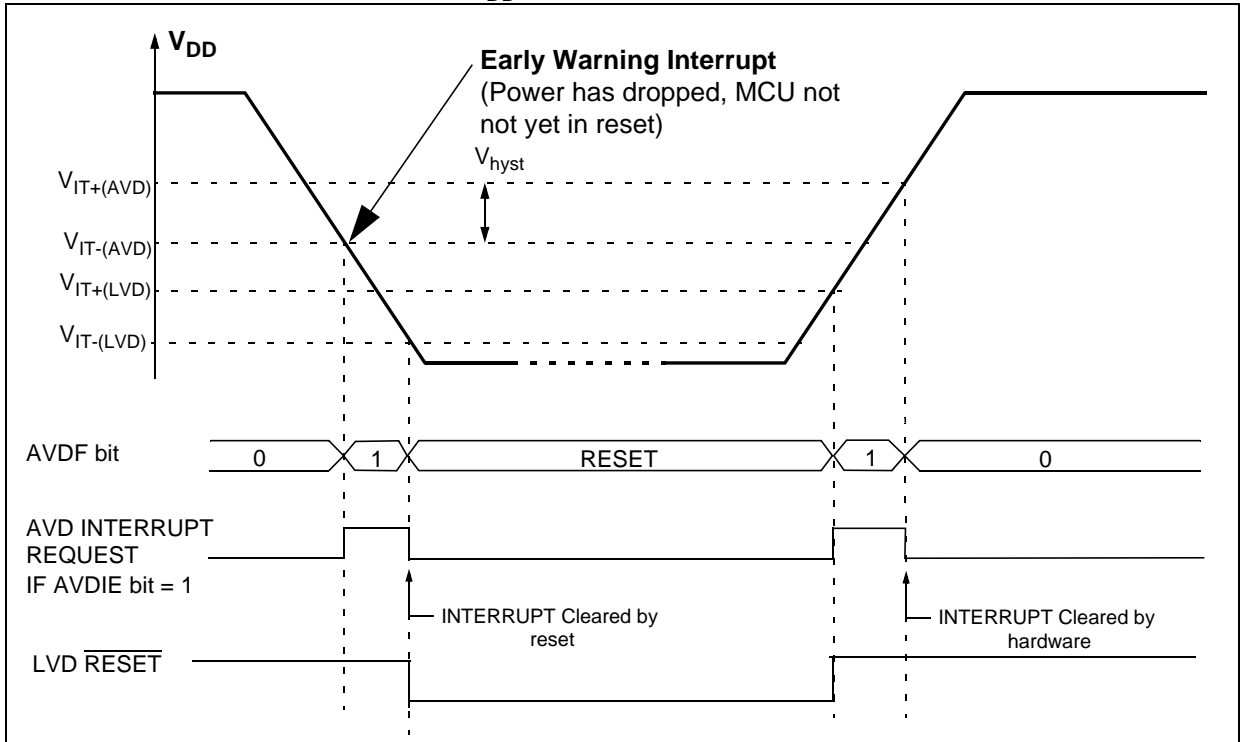 DD
VDD
Early Warning Interrupt
(Power has dropped, MCU not
not yet in reset)
Vhyst
VIT+(AVD)
VIT-(AVD)
VIT+(LVD)
VIT-(LVD)
AVDF bit
0
1
RESET
1
0
AVD INTERRUPT
REQUEST
IF AVDIE bit = 1
INTERRUPT Cleared by
reset
INTERRUPT Cleared by
hardware
LVD RESET